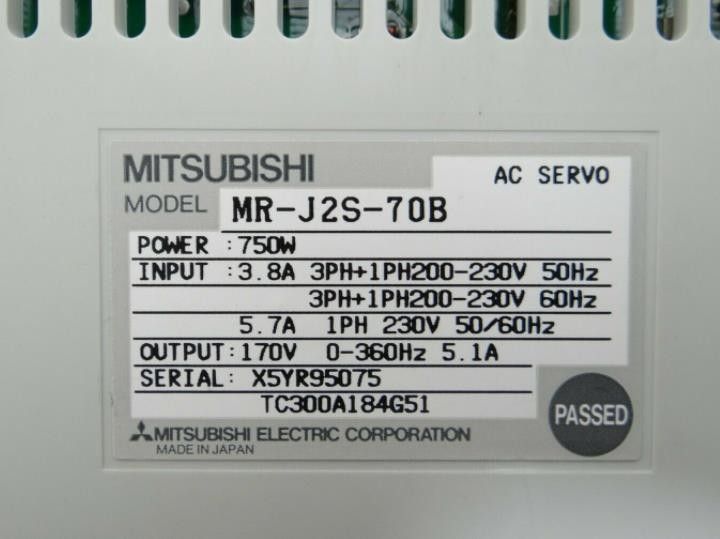 MITSUBISHI
AC SERVO
MODEL MR-J2S-70B
POWER :750W
INPUT :3.8A 3PH+1PH200-230V 50Hz
3PH+1PH200-230V 60Hz
5.7A 1PH 230V 50/60Hz
OUTPUT:170V 0-360Hz 5.1A
SERIAL: X5YR95075
TC300A184G51
PASSED
MITSUBISHI ELECTRIC CORPORATION
MADE IN JAPAN